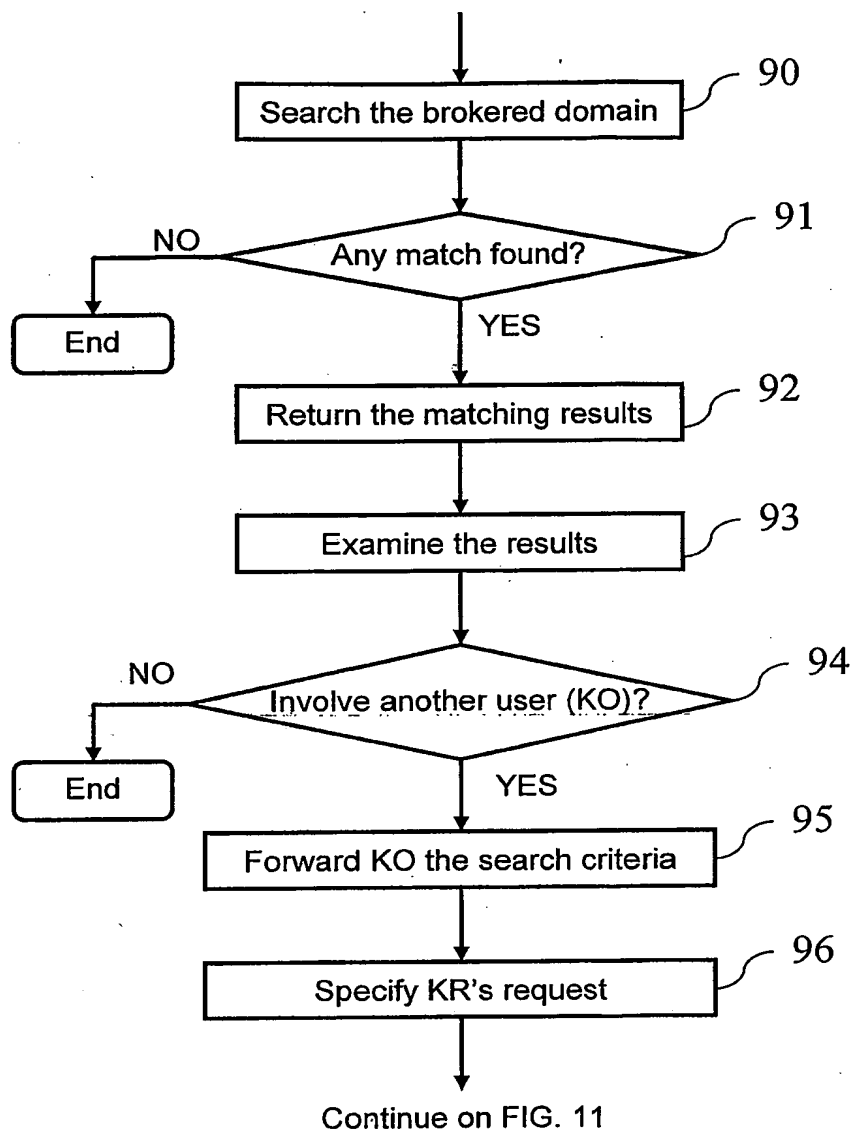 90
Search the brokered domain
91
NO
Any match found?
End
YES
92
Return the matching results
93
Examine the results
94
NO
Involve another user (KO)?
End
YES
95
Forward KO the search criteria
96
Specify KR's request
Continue on FIG. 11